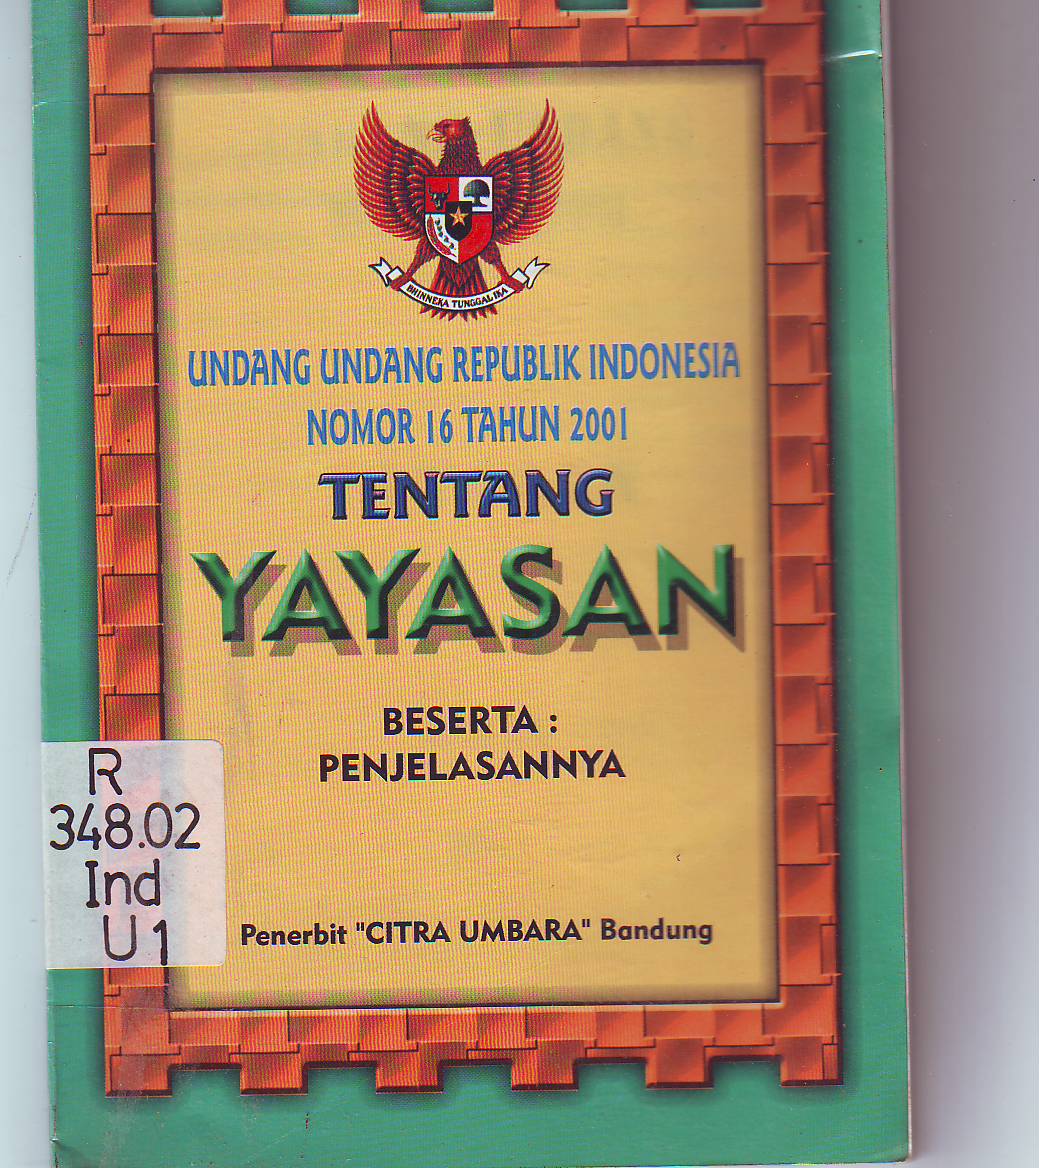 BHINNEKA TUNGGAL IKA
UNDANG UNDANG REPUBLIK INDONESIA
NOMOR 16 TAHUN 2001
TENTANG
YAYASAN
BESERTA :
PENJELASANNYA
R
348.02
Ind
U1
Penerbit "CITRA UMBARA" Bandung